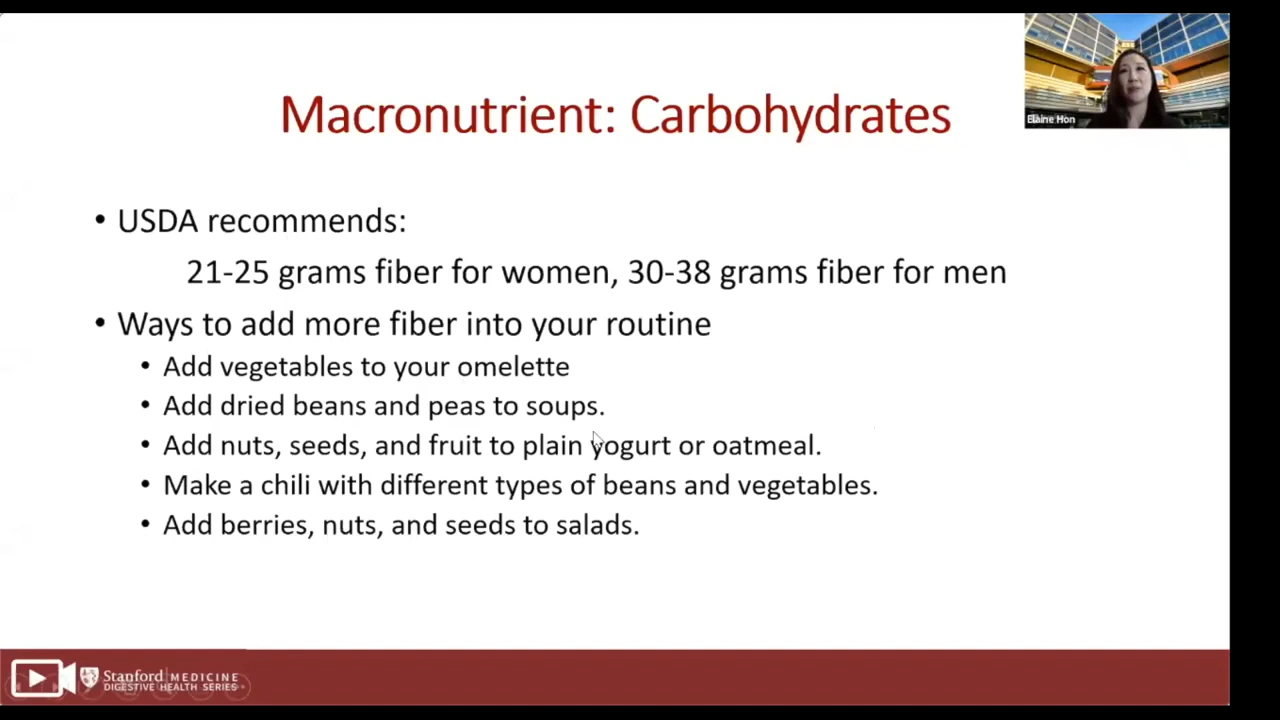 Macronutrient: Carbohydrates
Elaine Hon
• USDA recommends:
21-25 grams fiber for women, 30-38 grams fiber for men
• Ways to add more fiber into your routine
• Add vegetables to your omelette
• Add dried beans and peas to soups.
• Add nuts, seeds, and fruit to plain yogurt or oatmeal.
• Make a chili with different types of beans and vegetables.
• Add berries, nuts, and seeds to salads.
Stanford MEDICINE
DIGESTIVE HEALTH SERIES